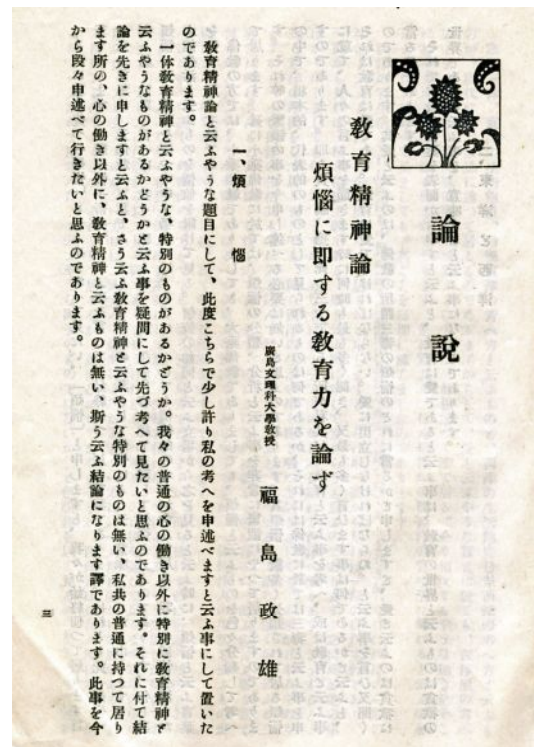 論説
教育精神論
煩惱に即する教育力を論ず
廣島文理科大學教授
福島政雄
一、煩惱
教育精神論と云ふやうな題目にして、此度こちらで少し許り私の考へを申述べますと云ふ事にして置いた
のであります。
一体教育精神と云ふやうな、特別のものがあるかどうか。我々の普通の心の働き以外に特別に教育精神と
云ふやうなものがあるかどうかと云ふ事を疑問にして先づ考へて見たいと思ふのであります。それに付て結
論を先きに申しますと云ふと、さう云ふ教育精神と云ふやうな特別のものは無い、私共の普通に持つて居り
ます所の、心の働き以外に、教育精神と云ふものは無い、斯う云ふ結論になります譯であります。此事を今
から段々申述べて行きたいと思ふのであります。
三